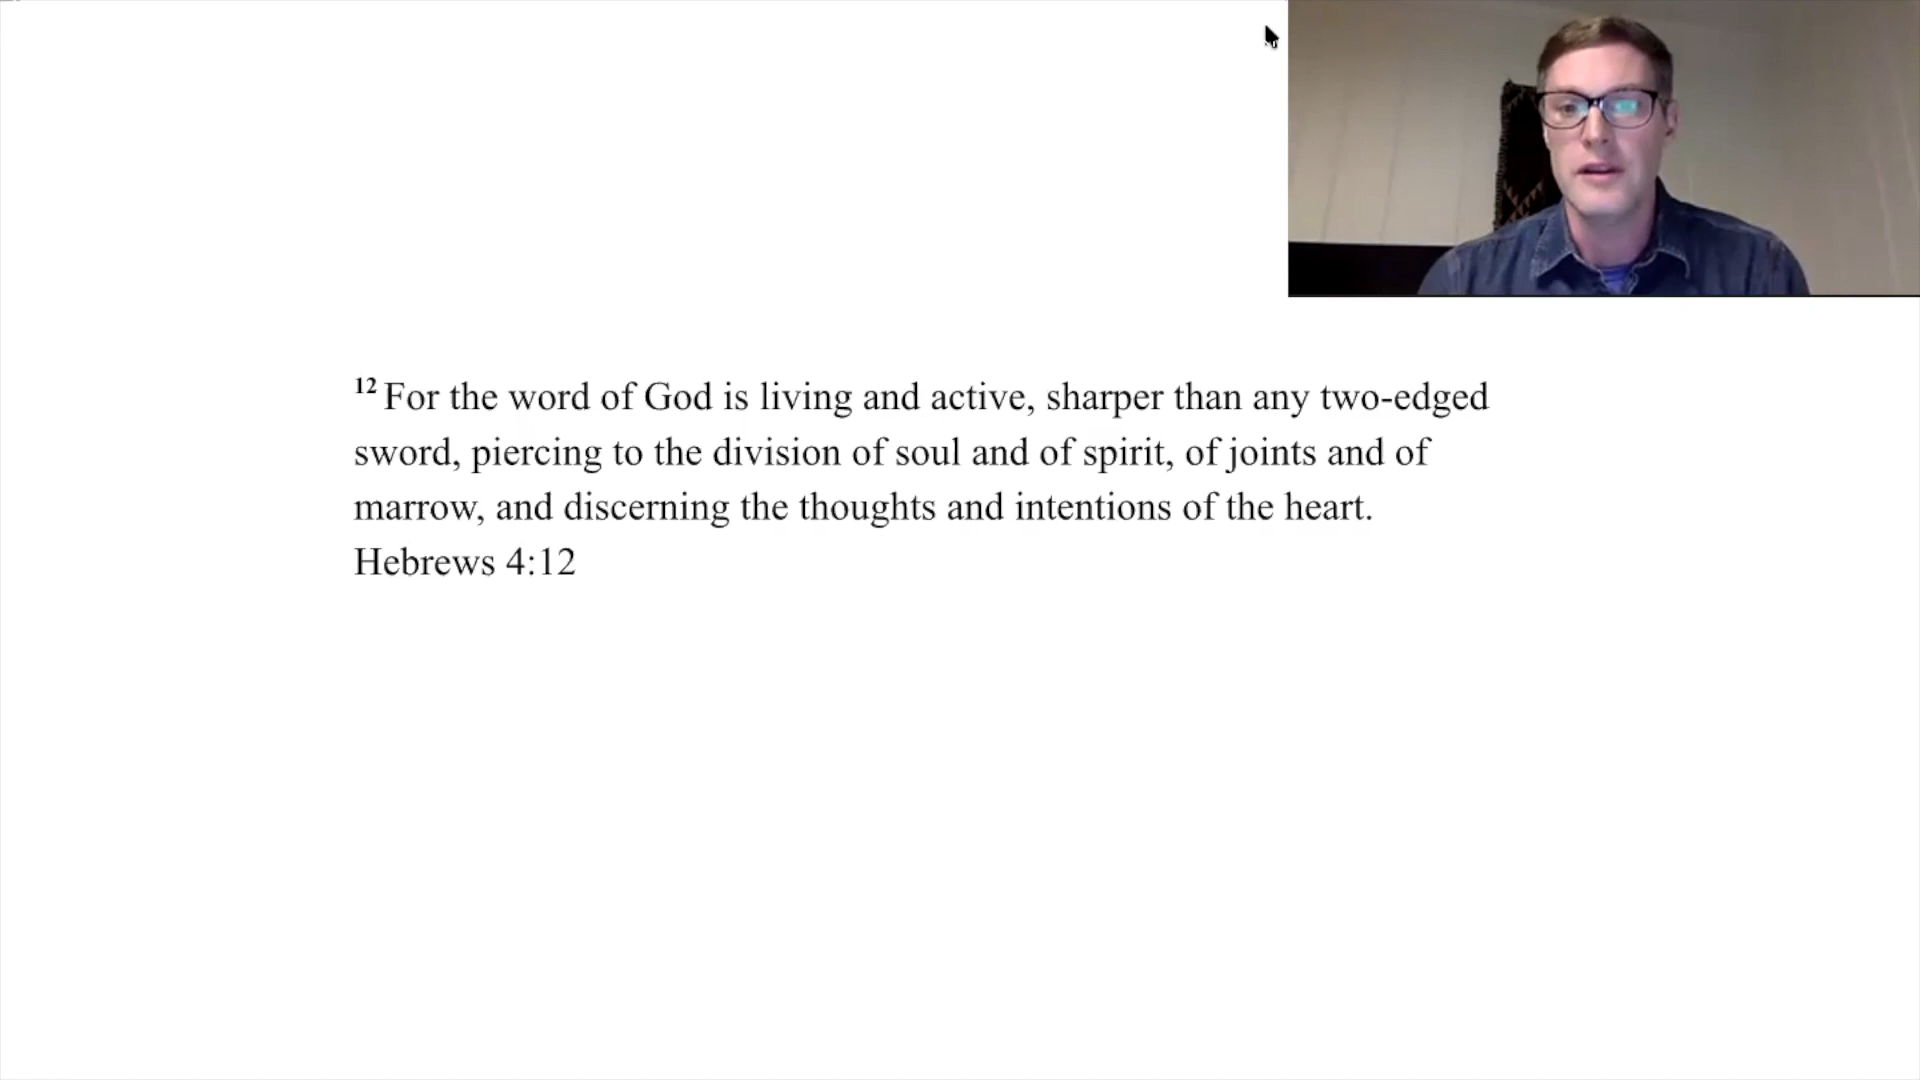 12 For the word of God is living and active, sharper than any two-edged
sword, piercing to the division of soul and of spirit, of joints and of
marrow, and discerning the thoughts and intentions of the heart.
Hebrews 4:12